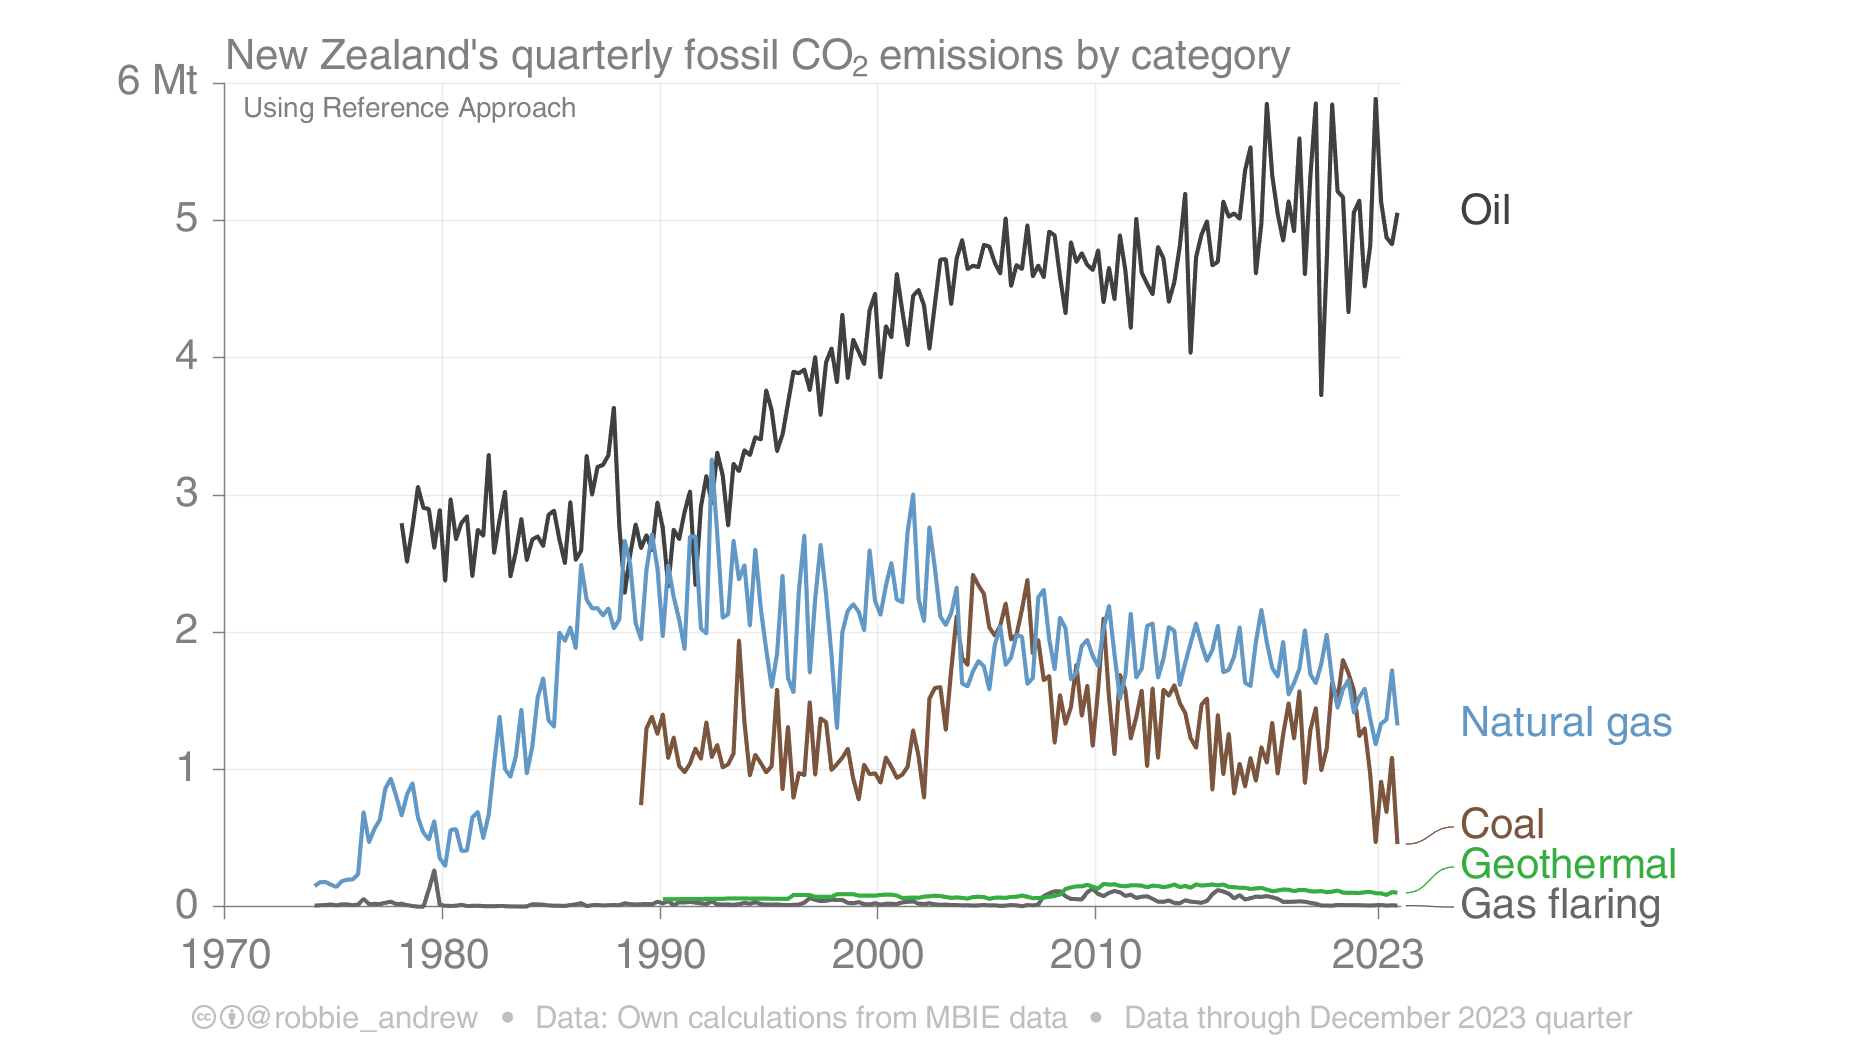 New Zealand's quarterly fossil CO₂ emissions by category
6 Mt
Using Reference Approach
5
Oil
4
3
2
Natural gas
1
Coal
Geothermal
0
Gas flaring
1970 1980 1990 2000 2010 2023
@robbie_andrew • Data: Own calculations from MBIE data • Data through December 2023 quarter